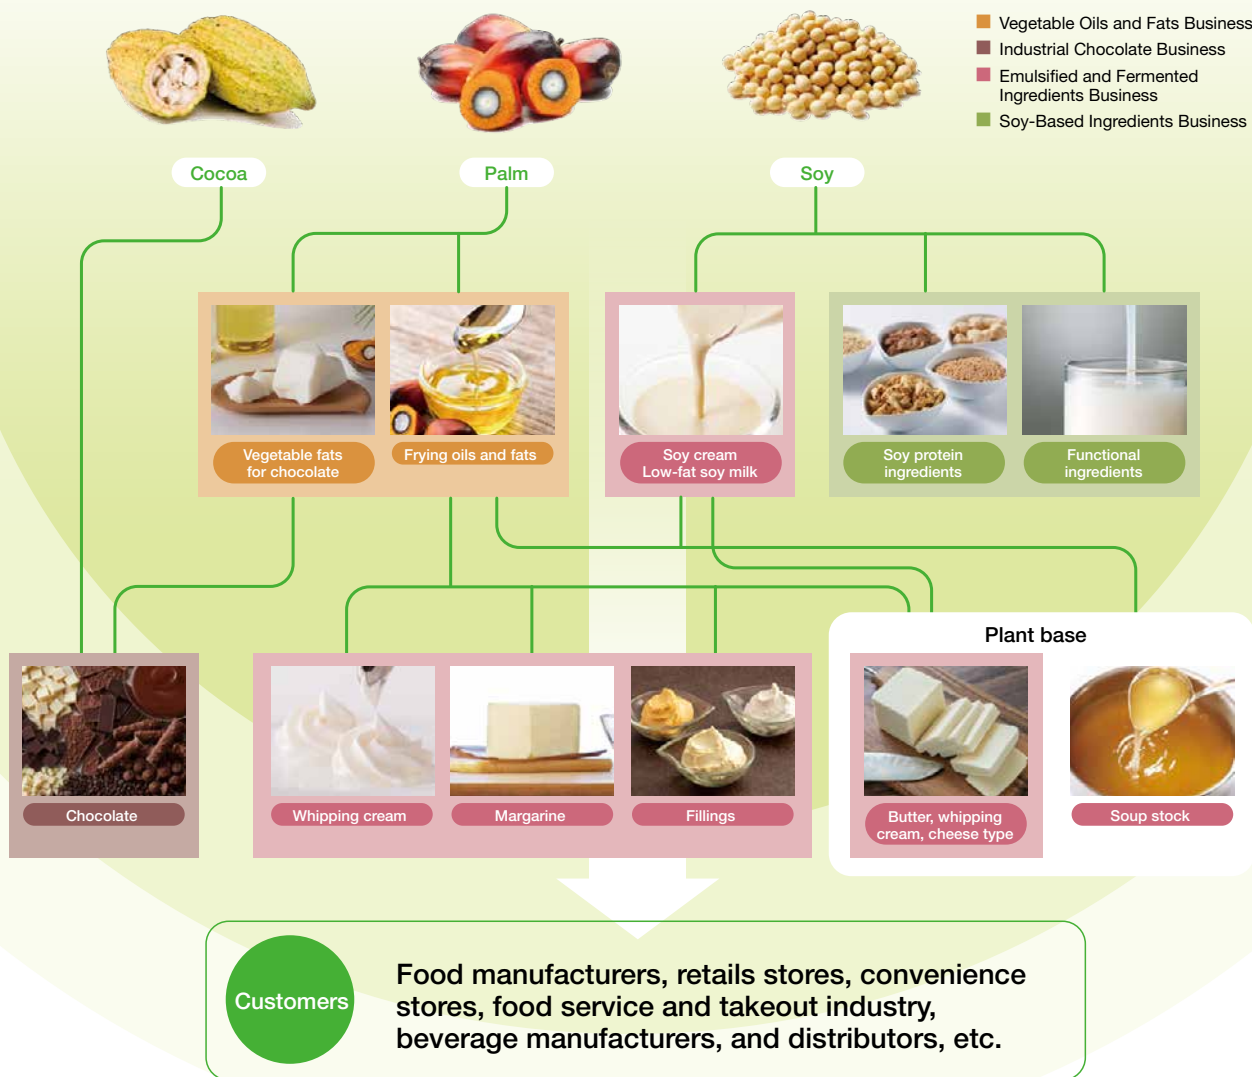 Vegetable Oils and Fats Business
Industrial Chocolate Business
Emulsified and Fermented
Ingredients Business
Soy-Based Ingredients Business
Cocoa
Palm
Soy
Vegetable fats
for chocolate
Frying oils and fats
Soy cream
Low-fat soy milk
Soy protein
ingredients
Functional
ingredients
Plant base
Chocolate
Whipping cream
Margarine
Fillings
Butter, whipping
cream, cheese type
Soup stock
Customers
Food manufacturers, retails stores, convenience
stores, food service and takeout industry,
beverage manufacturers, and distributors, etc.